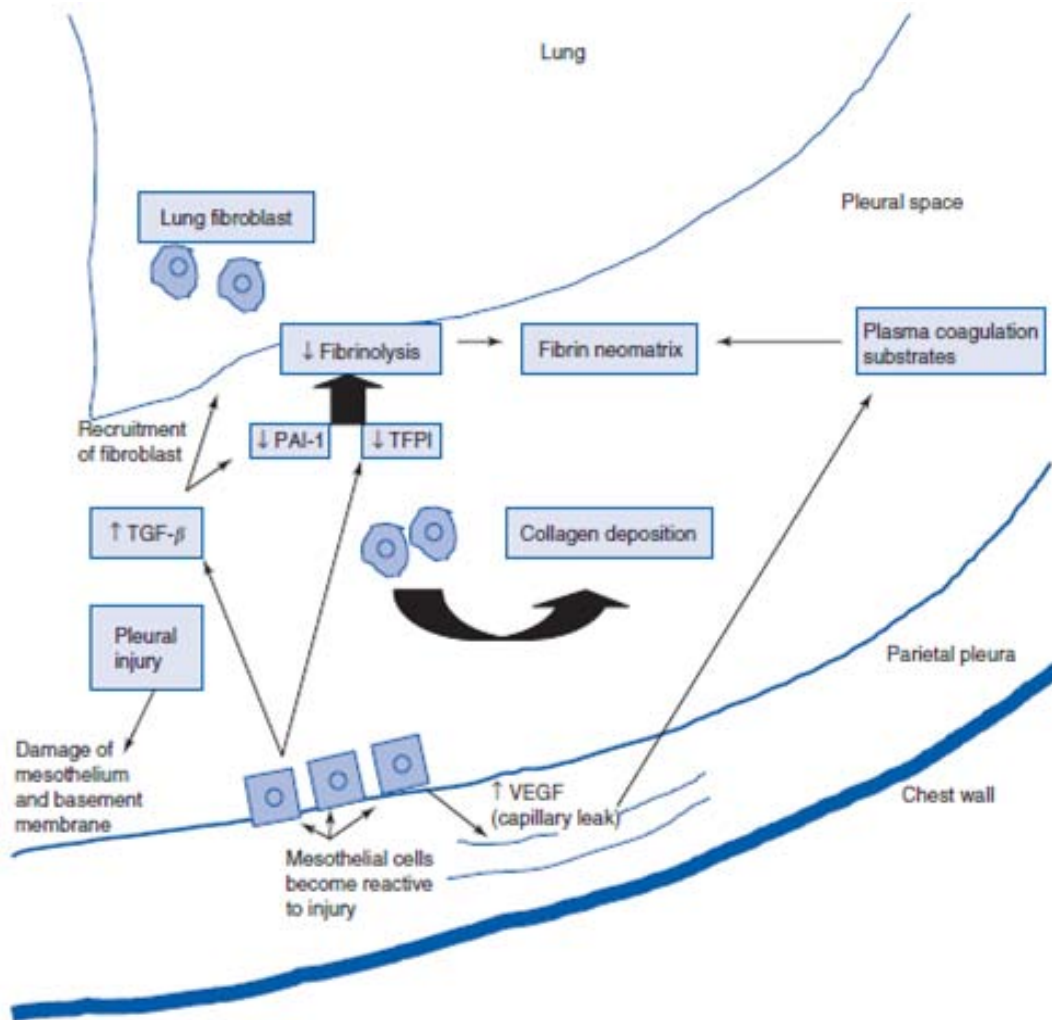 Lung
Pleural space
Lung fibroblast
↓ Fibrinolysis
Fibrin neomatrix
Plasma coagulation
substrates
Recruitment
of fibroblast
↓ PAI-1
↓ TFPI
↑ TGF-β
Collagen deposition
Pleural
injury
Parietal pleura
Damage of
mesothelium
and basement
membrane
↑ VEGF
(capillary leak)
Chest wall
Mesothelial cells
become reactive
to injury